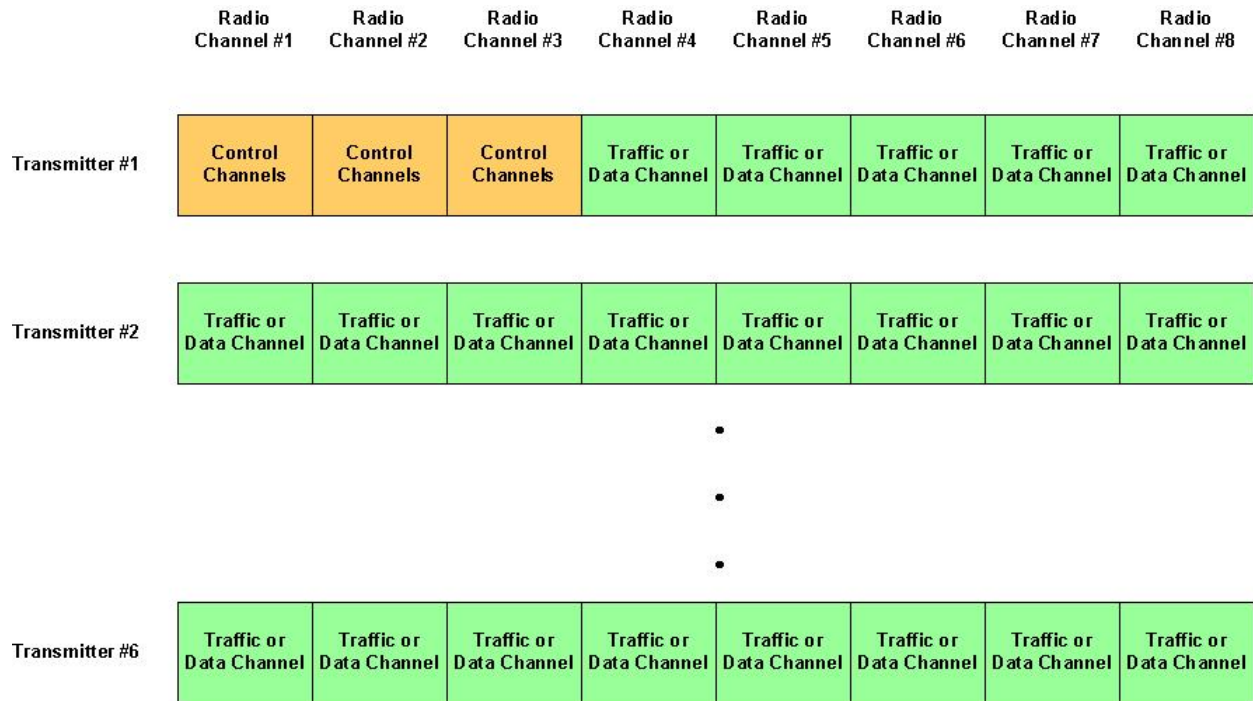 Radio Radio Radio Radio Radio Radio Radio Radio
Channel #1 Channel #2 Channel #3 Channel #4 Channel #5 Channel #6 Channel #7 Channel #8
Transmitter #1
Control Control Control Traffic or Traffic or Traffic or Traffic or Traffic or
Channels Channels Channels Data Channel Data Channel Data Channel Data Channel Data Channel
Transmitter #2
Traffic or Traffic or Traffic or Traffic or Traffic or Traffic or Traffic or Traffic or
Data Channel Data Channel Data Channel Data Channel Data Channel Data Channel Data Channel Data Channel
Transmitter #6
Traffic or Traffic or Traffic or Traffic or Traffic or Traffic or Traffic or Traffic or
Data Channel Data Channel Data Channel Data Channel Data Channel Data Channel Data Channel Data Channel